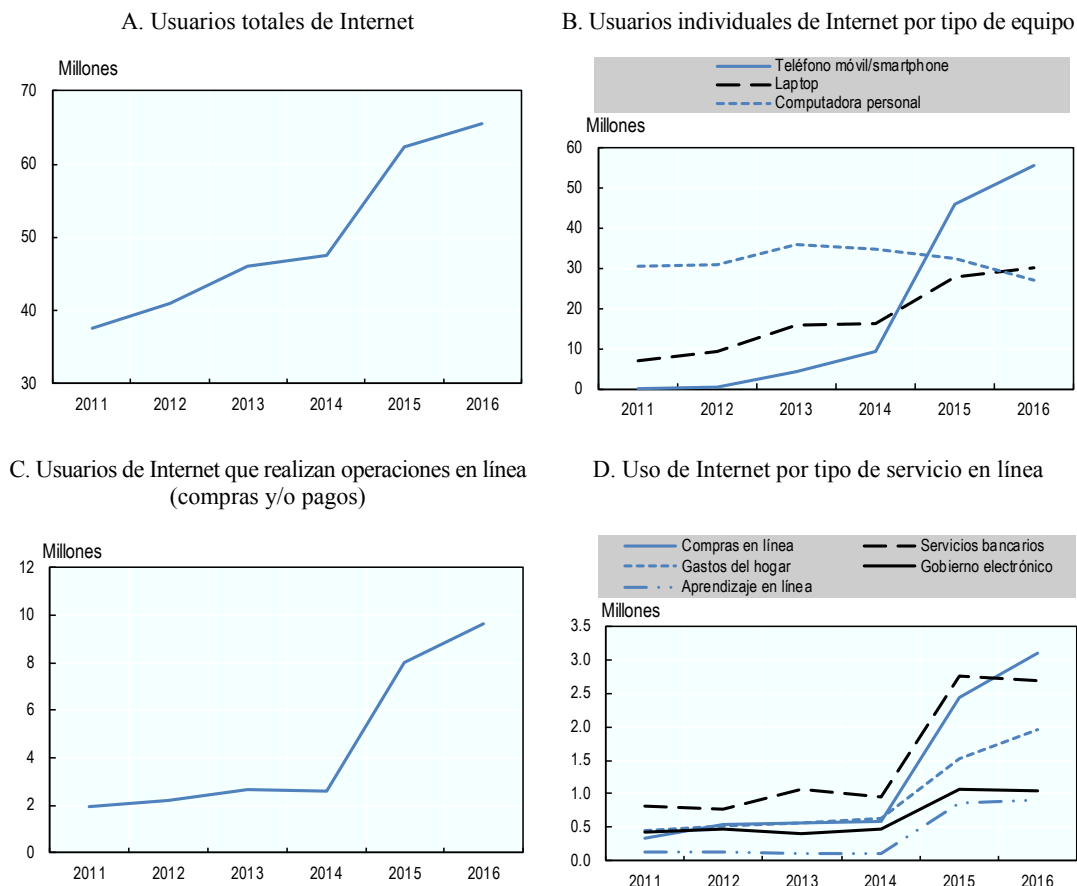 A. Usuarios totales de Internet
Millones
70
60
50
40
30
2011 2012 2013 2014 2015 2016
B. Usuarios individuales de Internet por tipo de equipo
Teléfono móvil/smartphone
Laptop
Computadora personal
Millones
60
50
40
30
20
10
0
2011 2012 2013 2014 2015 2016
C. Usuarios de Internet que realizan operaciones en línea
(compras y/o pagos)
Millones
12
10
8
6
4
2
0
2011 2012 2013 2014 2015 2016
D. Uso de Internet por tipo de servicio en línea
Compras en línea Servicios bancarios
Gastos del hogar Gobierno electrónico
Aprendizaje en línea
Millones
3.5
3.0
2.5
2.0
1.5
1.0
0.5
0.0
2011 2012 2013 2014 2015 2016